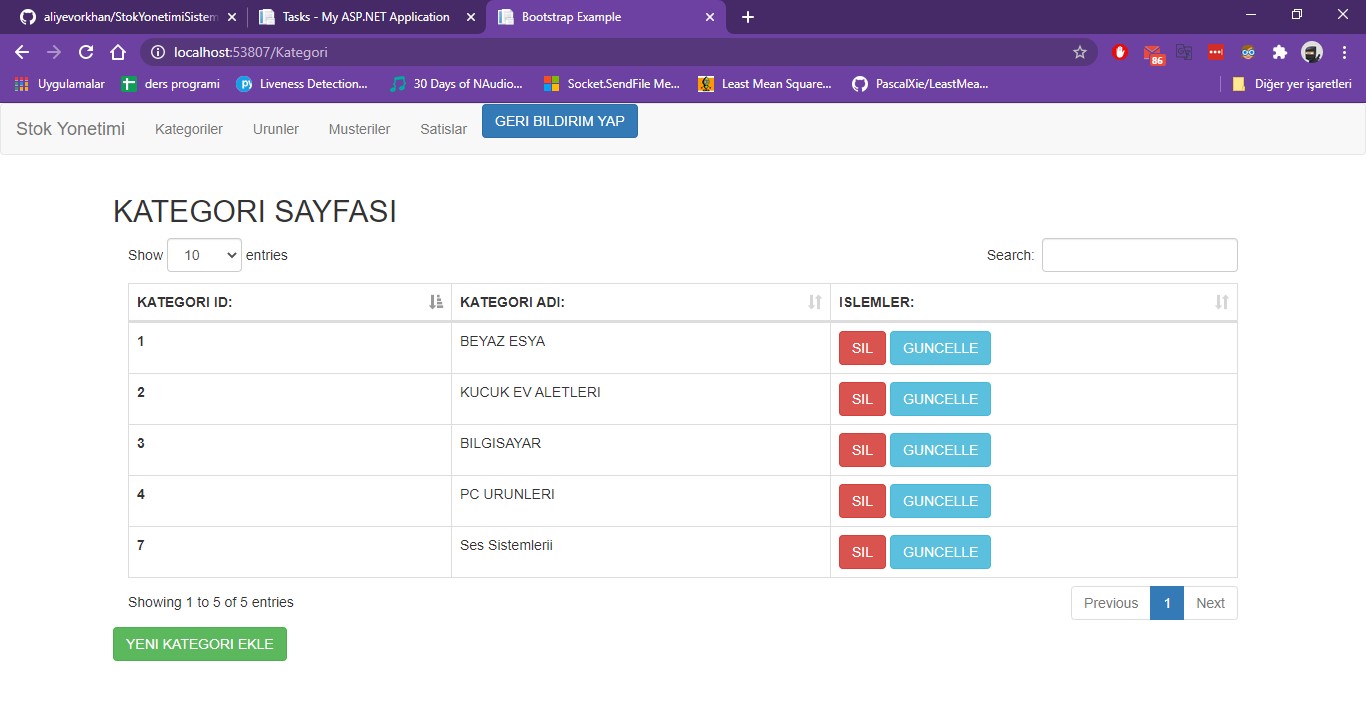 aliyevorkhan/StokYonetimiSistem
Tasks - My ASP.NET Application
Bootstrap Example
localhost:53807/Kategori
86
Uygulamalar
ders programi
Liveness Detection...
30 Days of NAudio...
Socket.SendFile Me...
Least Mean Square...
PascalXie/LeastMea...
Diğer yer işaretleri
Stok Yonetimi
Kategoriler
Urunler
Musteriler
Satislar
GERI BILDIRIM YAP
KATEGORI SAYFASI
Show 10 entries
Search:
KATEGORI ID: KATEGORI ADI: ISLEMLER:
1 BEYAZ ESYA SIL GUNCELLE
2 KUCUK EV ALETLERI SIL GUNCELLE
3 BILGISAYAR SIL GUNCELLE
4 PC URUNLERI SIL GUNCELLE
7 Ses Sistemlerii SIL GUNCELLE
Showing 1 to 5 of 5 entries
Previous 1 Next
YENI KATEGORI EKLE